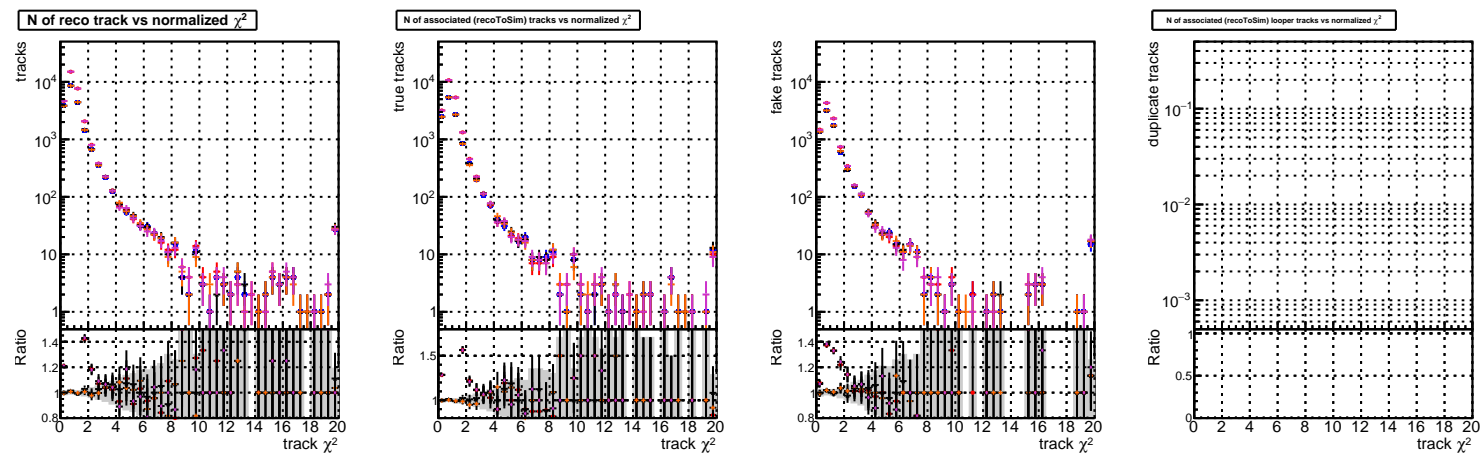 N of reco track vs normalized χ²
tracks
10⁴
10³
10²
10
1
Ratio
1.4
1.2
1
0.8
0 2 4 6 8 10 12 14 16 18 20
track χ²
N of associated (recoToSim) tracks vs normalized χ²
true tracks
10⁴
10³
10²
10
1
Ratio
1.5
1
0 2 4 6 8 10 12 14 16 18 20
track χ²
fake tracks
10⁴
10³
10²
10
1
Ratio
1.4
1.2
1
0.8
0 2 4 6 8 10 12 14 16 18 20
track χ²
N of associated (recoToSim) looper tracks vs normalized χ²
duplicate tracks
10⁻¹
10⁻²
10⁻³
Ratio
1
0.5
0
0 2 4 6 8 10 12 14 16 18 20
track χ²